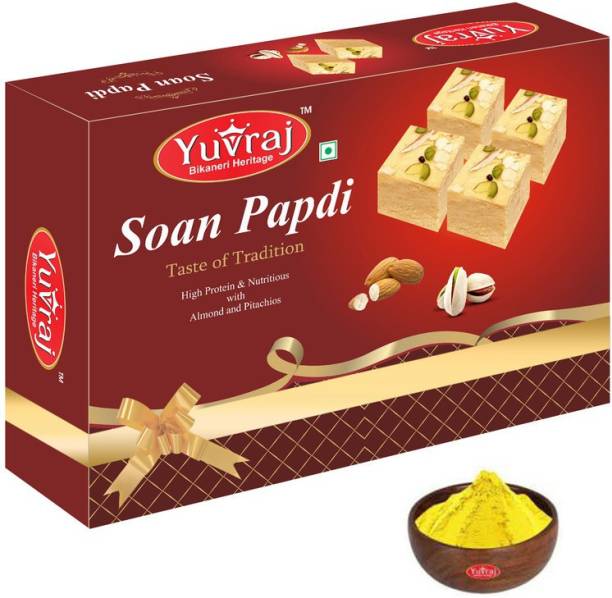 Yuvraj
Soan Papdi
Yuvraj
Bikaneri Heritage
TM
Soan Papdi
Taste of Tradition
High Protein & Nutritious
with
Almond and Pitachios
Yuvraj
Bikaneri Heritage
TM
Yuvraj